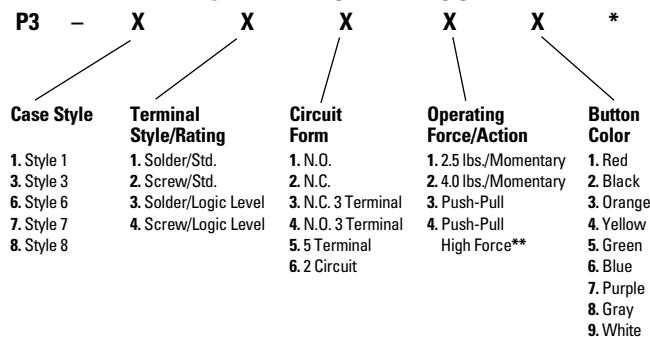 P3 – X X X X X *
Case Style
1. Style 1
3. Style 3
6. Style 6
7. Style 7
8. Style 8
Terminal
Style/Rating
1. Solder/Std.
2. Screw/Std.
3. Solder/Logic Level
4. Screw/Logic Level
Circuit
Form
1. N.O.
2. N.C.
3. N.C. 3 Terminal
4. N.O. 3 Terminal
5. 5 Terminal
6. 2 Circuit
Operating
Force/Action
1. 2.5 lbs./Momentary
2. 4.0 lbs./Momentary
3. Push-Pull
4. Push-Pull
High Force**
Button
Color
1. Red
2. Black
3. Orange
4. Yellow
5. Green
6. Blue
7. Purple
8. Gray
9. White